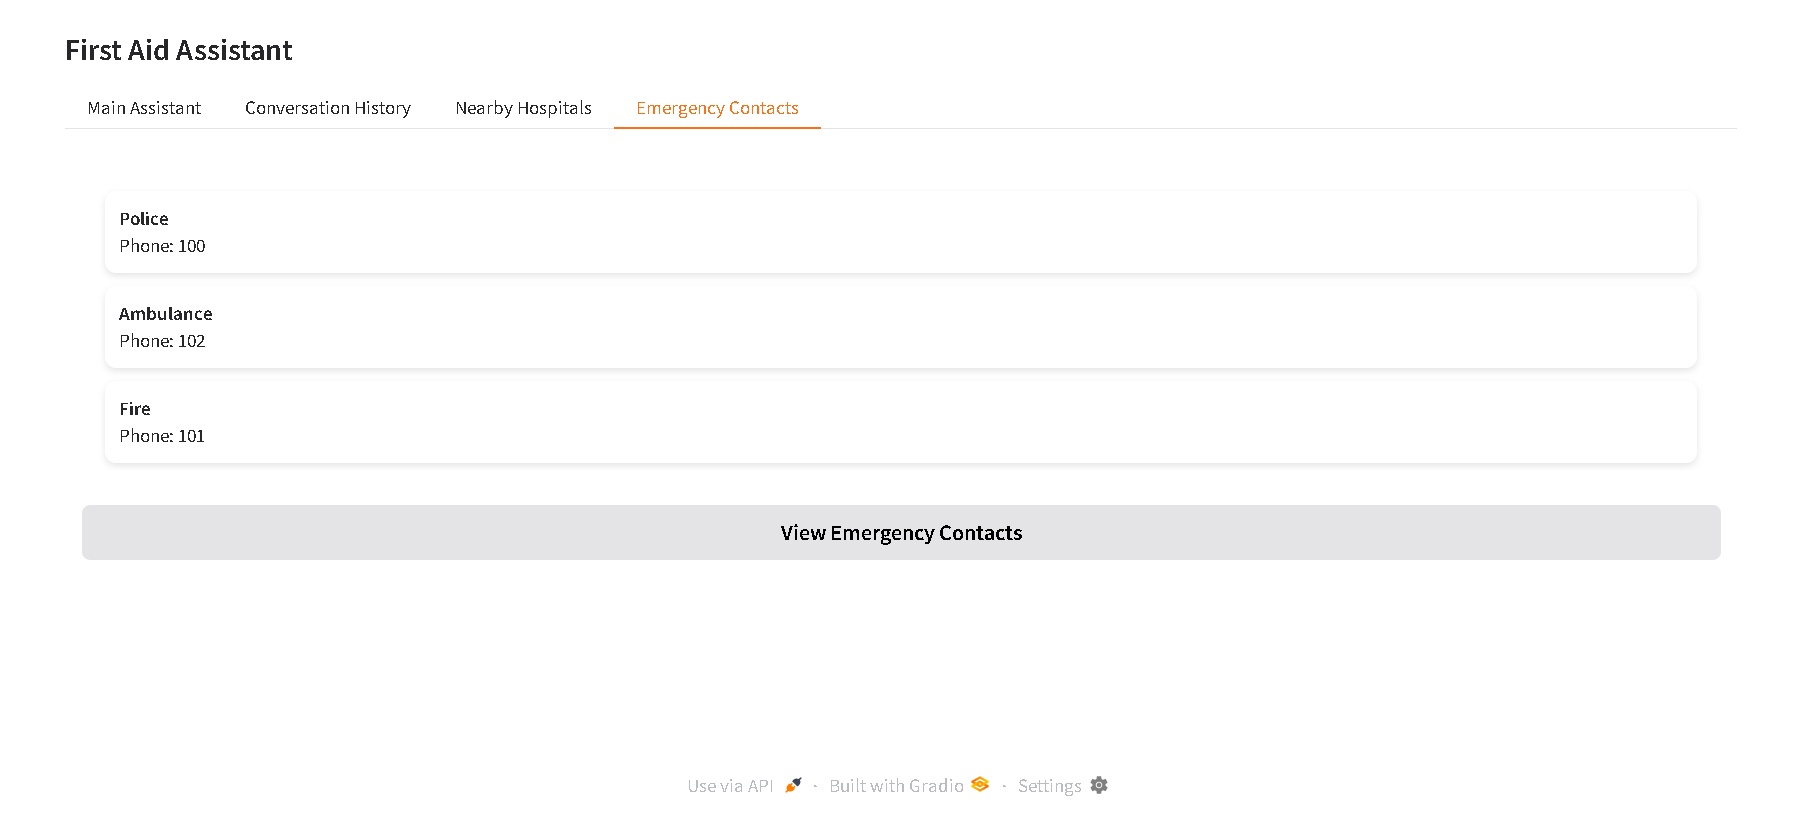 First Aid Assistant
Main Assistant Conversation History Nearby Hospitals Emergency Contacts
Police
Phone: 100
Ambulance
Phone: 102
Fire
Phone: 101
View Emergency Contacts
Use via API · Built with Gradio · Settings